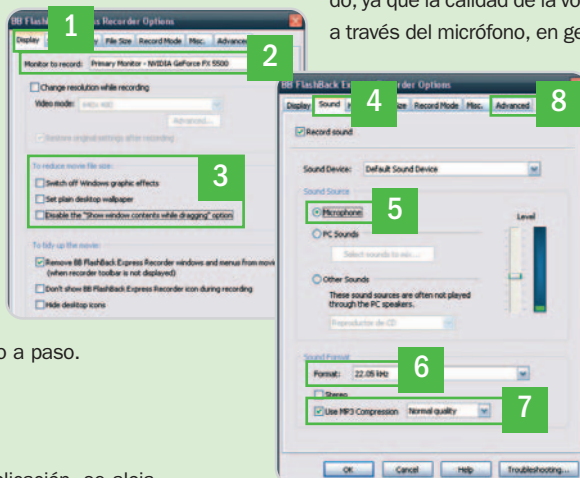 do, ya que la calidad de la vo
a través del micrófono, en ge
BB Flash ss Recorder Options
1
Display File Size Record Mode Misc. Advance
2
Monitor to record: Primary Monitor - NVIDIA GeForce FX 5500
Change resolution while recording
Video mode: 640x480
Advanced...
Restore original settings after recording
To reduce movie file size:
3
Switch off Windows graphic effects
Set plain desktop wallpaper
Disable the "Show window contents while dragging" option
To tidy up the movie:
Remove BB FlashBack Express Recorder windows and menus from movi
(when recorder toolbar is not displayed)
Don't show BB FlashBack Express Recorder icon during recording
Hide desktop icons
BB FlashBack Ex rder Options
4
8
Display Sound ize Record Mode Misc. Advanced
Record sound
Sound Device: Default Sound Device
Sound Source
Microphone
5
Level
PC Sounds
Select sounds to
Other Sounds
These sound sources are often not played
through the PC speakers.
Reproductor de CD
Sound Format
6
Format: 22.05 kHz
Stereo
7
Use MP3 Compression Normal quality
OK Cancel Help Troubleshooting...
o a paso.
licación, se aloja